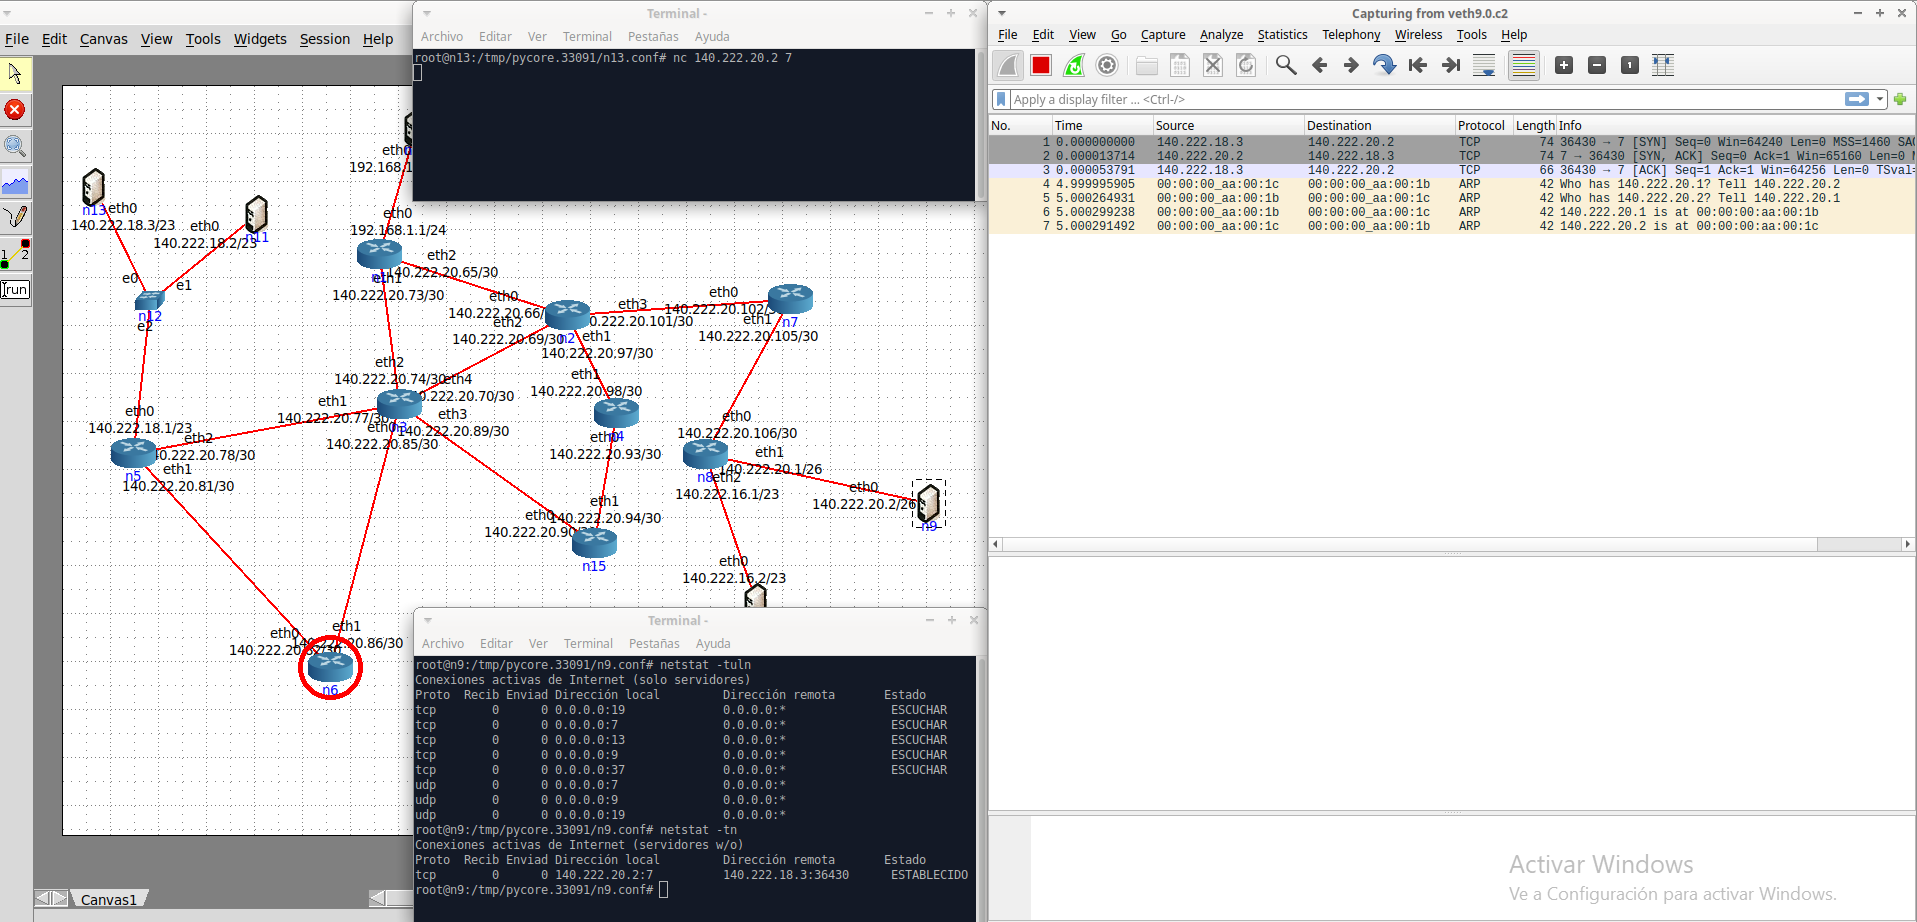 File Edit Canvas View Tools Widgets Session Help
Terminal -
Archivo Editar Ver Terminal Pestañas Ayuda
root@n13:/tmp/pycore.33091/n13.conf# nc 140.222.20.2 7
Capturing from veth9.0.c2
File Edit View Go Capture Analyze Statistics Telephony Wireless Tools Help
Apply a display filter ... <Ctrl-/>
No. Time Source Destination Protocol Length Info
1 0.000000000 140.222.18.3 140.222.20.2 TCP 74 36430 → 7 [SYN] Seq=0 Win=64240 Len=0 MSS=1460
2 0.000013714 140.222.20.2 140.222.18.3 TCP 74 7 → 36430 [SYN, ACK] Seq=0 Ack=1 Win=65160 Len=0
3 0.000053791 140.222.18.3 140.222.20.2 TCP 66 36430 → 7 [ACK] Seq=1 Ack=1 Win=64256 Len=0 TSval=
4 4.999995905 00:00:00_aa:00:1c 00:00:00_aa:00:1b ARP 42 Who has 140.222.20.1? Tell 140.222.20.2
5 5.000264931 00:00:00_aa:00:1b 00:00:00_aa:00:1c ARP 42 Who has 140.222.20.2? Tell 140.222.20.1
6 5.000299238 00:00:00_aa:00:1b 00:00:00_aa:00:1c ARP 42 140.222.20.1 is at 00:00:00:aa:00:1b
7 5.000291492 00:00:00_aa:00:1c 00:00:00_aa:00:1b ARP 42 140.222.20.2 is at 00:00:00:aa:00:1c
eth0
192.168.1
n13
eth0
140.222.18.3/23
eth0
n11
140.222.18.2/23
eth0
192.168.1.1/24
eth2
140.222.20.65/30
eth1
140.222.20.73/30
e0
e1
n12
e2
eth0
140.222.20.66/
eth2
140.222.20.69/30
n2
eth3
0.222.20.101/30
eth1
140.222.20.97/30
eth0
140.222.20.102/
n7
eth1
140.222.20.105/30
eth2
140.222.20.74/30
eth4
0.222.20.70/30
eth1
140.222.20.77/30
eth3
140.222.20.89/30
eth0
140.222.20.85/30
eth1
140.222.20.98/30
eth0
140.222.20.93/30
eth0
140.222.18.1/23
eth2
40.222.20.78/30
n5
eth1
140.222.20.81/30
eth0
140.222.20.106/30
eth1
140.222.20.1/26
n8
eth2
140.222.16.1/23
eth0
140.222.20.2/26
n9
eth1
140.222.20.94/30
eth0
140.222.20.90
n15
eth0
140.222.16.2/23
eth0
eth1
20.86/30
n6
run
Canvas1
Terminal -
Archivo Editar Ver Terminal Pestañas Ayuda
root@n9:/tmp/pycore.33091/n9.conf# netstat -tuln
Conexiones activas de Internet (solo servidores)
Proto Recib Enviad Dirección local Dirección remota Estado
tcp 0 0 0.0.0.0:19 0.0.0.0:* ESCUCHAR
tcp 0 0 0.0.0.0:7 0.0.0.0:* ESCUCHAR
tcp 0 0 0.0.0.0:13 0.0.0.0:* ESCUCHAR
tcp 0 0 0.0.0.0:9 0.0.0.0:* ESCUCHAR
tcp 0 0 0.0.0.0:37 0.0.0.0:* ESCUCHAR
udp 0 0 0.0.0.0:7 0.0.0.0:*
udp 0 0 0.0.0.0:9 0.0.0.0:*
udp 0 0 0.0.0.0:19 0.0.0.0:*
root@n9:/tmp/pycore.33091/n9.conf# netstat -tn
Conexiones activas de Internet (servidores w/o)
Proto Recib Enviad Dirección local Dirección remota Estado
tcp 0 0 140.222.20.2:7 140.222.18.3:36430 ESTABLECIDO
root@n9:/tmp/pycore.33091/n9.conf#
Activar Windows
Ve a Configuración para activar Windows.